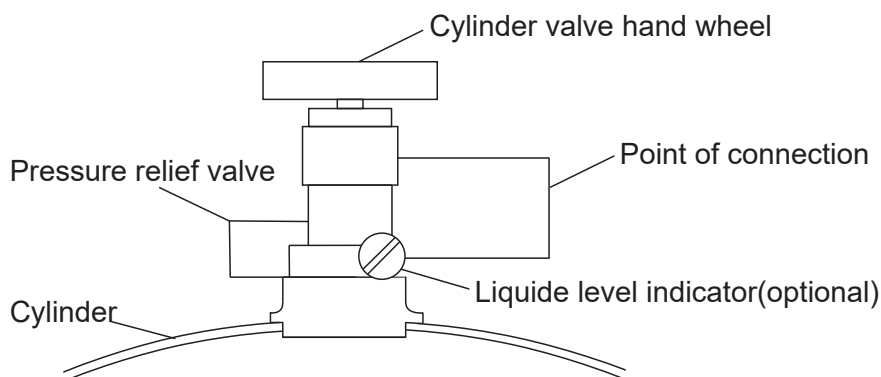 Cylinder valve hand wheel
Point of connection
Pressure relief valve
Liquide level indicator(optional)
Cylinder